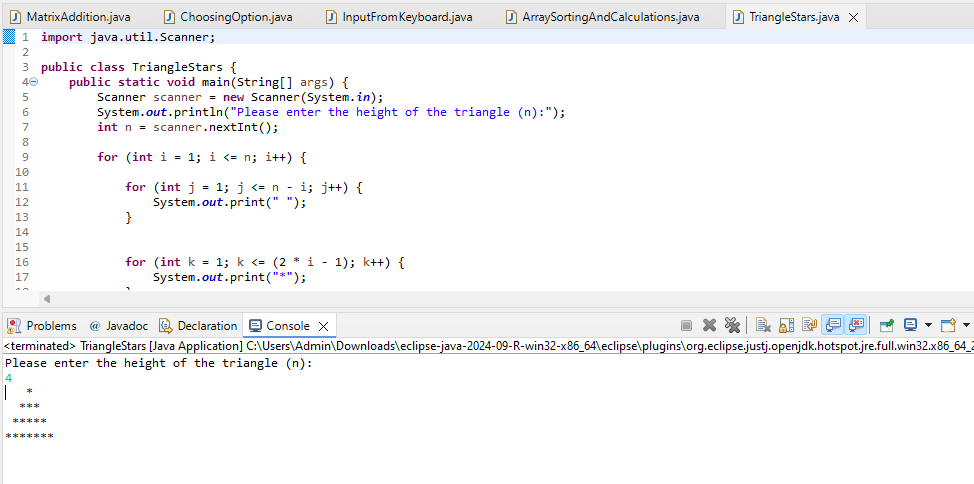 MatrixAddition.java ChoosingOption.java InputFromKeyboard.java ArraySortingAndCalculations.java TriangleStars.java
1 import java.util.Scanner;
2
3 public class TriangleStars {
4 public static void main(String[] args) {
5 Scanner scanner = new Scanner(System.in);
6 System.out.println("Please enter the height of the triangle (n):");
7 int n = scanner.nextInt();
8
9 for (int i = 1; i <= n; i++) {
10
11 for (int j = 1; j <= n - i; j++) {
12 System.out.print(" ");
13 }
14
15
16 for (int k = 1; k <= (2 * i - 1); k++) {
17 System.out.print("*");
Problems @ Javadoc Declaration Console
<terminated> TriangleStars [Java Application] C:\Users\Admin\Downloads\eclipse-java-2024-09-R-win32-x86_64\eclipse\plugins\org.eclipse.justj.openjdk.hotspot.jre.full.win32.x86_64_2
Please enter the height of the triangle (n):
4
   *
  ***
 *****
*******